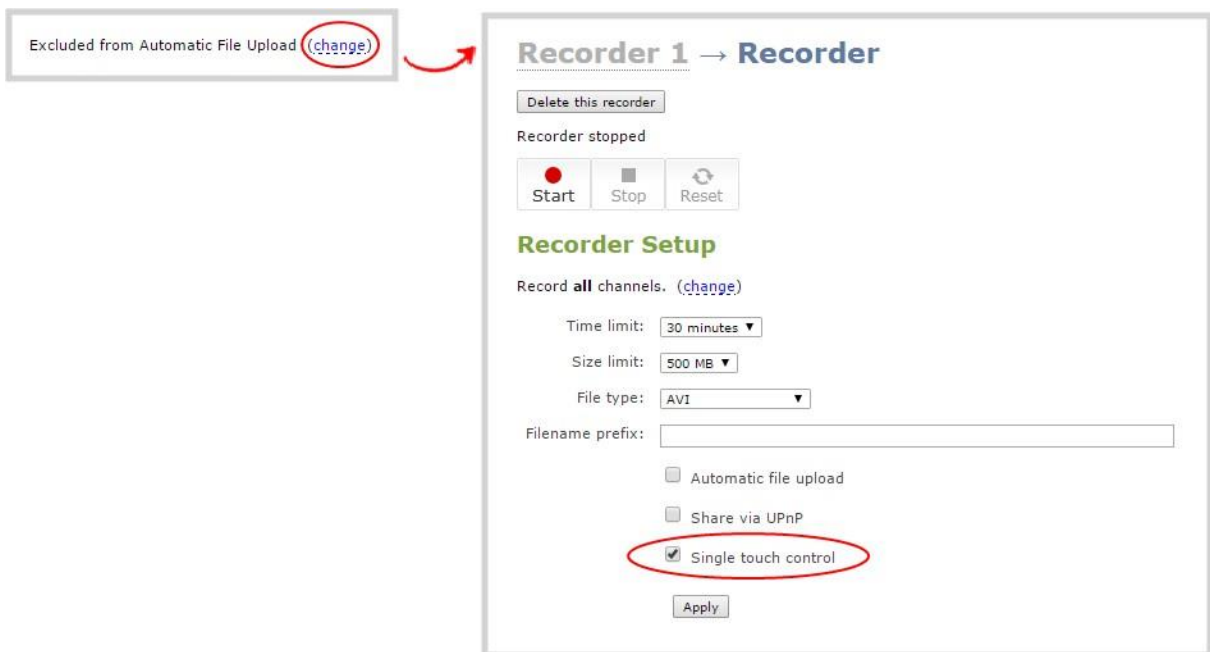 Excluded from Automatic File Upload (change)
Recorder 1 → Recorder
Delete this recorder
Recorder stopped
Start Stop Reset
Recorder Setup
Record all channels. (change)
Time limit: 30 minutes ▼
Size limit: 500 MB ▼
File type: AVI ▼
Filename prefix:
Automatic file upload
Share via UPnP
Single touch control
Apply